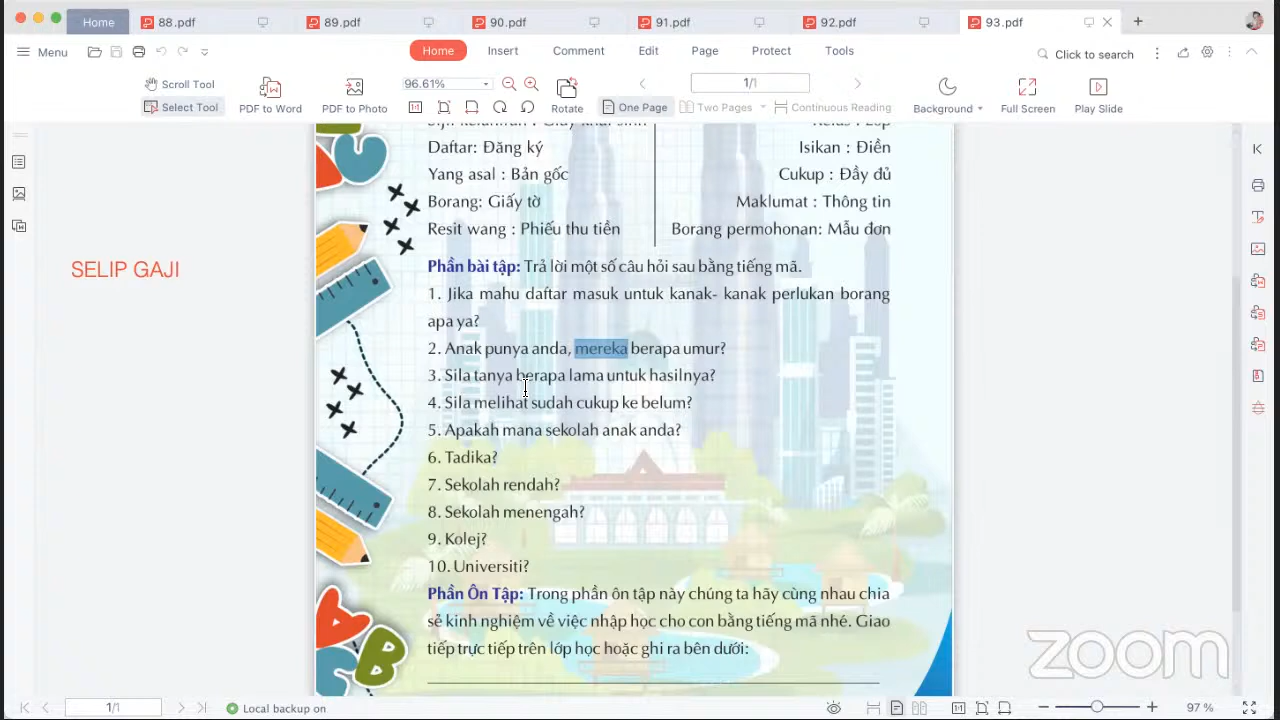 Home
88.pdf
89.pdf
90.pdf
91.pdf
92.pdf
93.pdf
Menu
Home
Insert
Comment
Edit
Page
Protect
Tools
Click to search
Scroll Tool
Select Tool
PDF to Word
PDF to Photo
96.61%
Rotate
1/1
One Page
Two Pages
Continuous Reading
Background
Full Screen
Play Slide
Daftar: Đăng ký
Isikan : Điền
Yang asal : Bản gốc
Cukup : Đầy đủ
Borang: Giấy tờ
Maklumat : Thông tin
Resit wang : Phiếu thu tiền
Borang permohonan: Mẫu đơn
SELIP GAJI
Phần bài tập: Trả lời một số câu hỏi sau bằng tiếng mã.
1. Jika mahu daftar masuk untuk kanak- kanak perlukan borang
apa ya?
2. Anak punya anda, mereka berapa umur?
3. Sila tanya berapa lama untuk hasilnya?
4. Sila melihat sudah cukup ke belum?
5. Apakah mana sekolah anak anda?
6. Tadika?
7. Sekolah rendah?
8. Sekolah menengah?
9. Kolej?
10. Universiti?
Phần Ôn Tập: Trong phần ôn tập này chúng ta hãy cùng nhau chia
sẻ kinh nghiệm về việc nhập học cho con bằng tiếng mã nhé. Giao
tiếp trực tiếp trên lớp học hoặc ghi ra bên dưới:
A
B
zoom
1/1
Local backup on
97 %